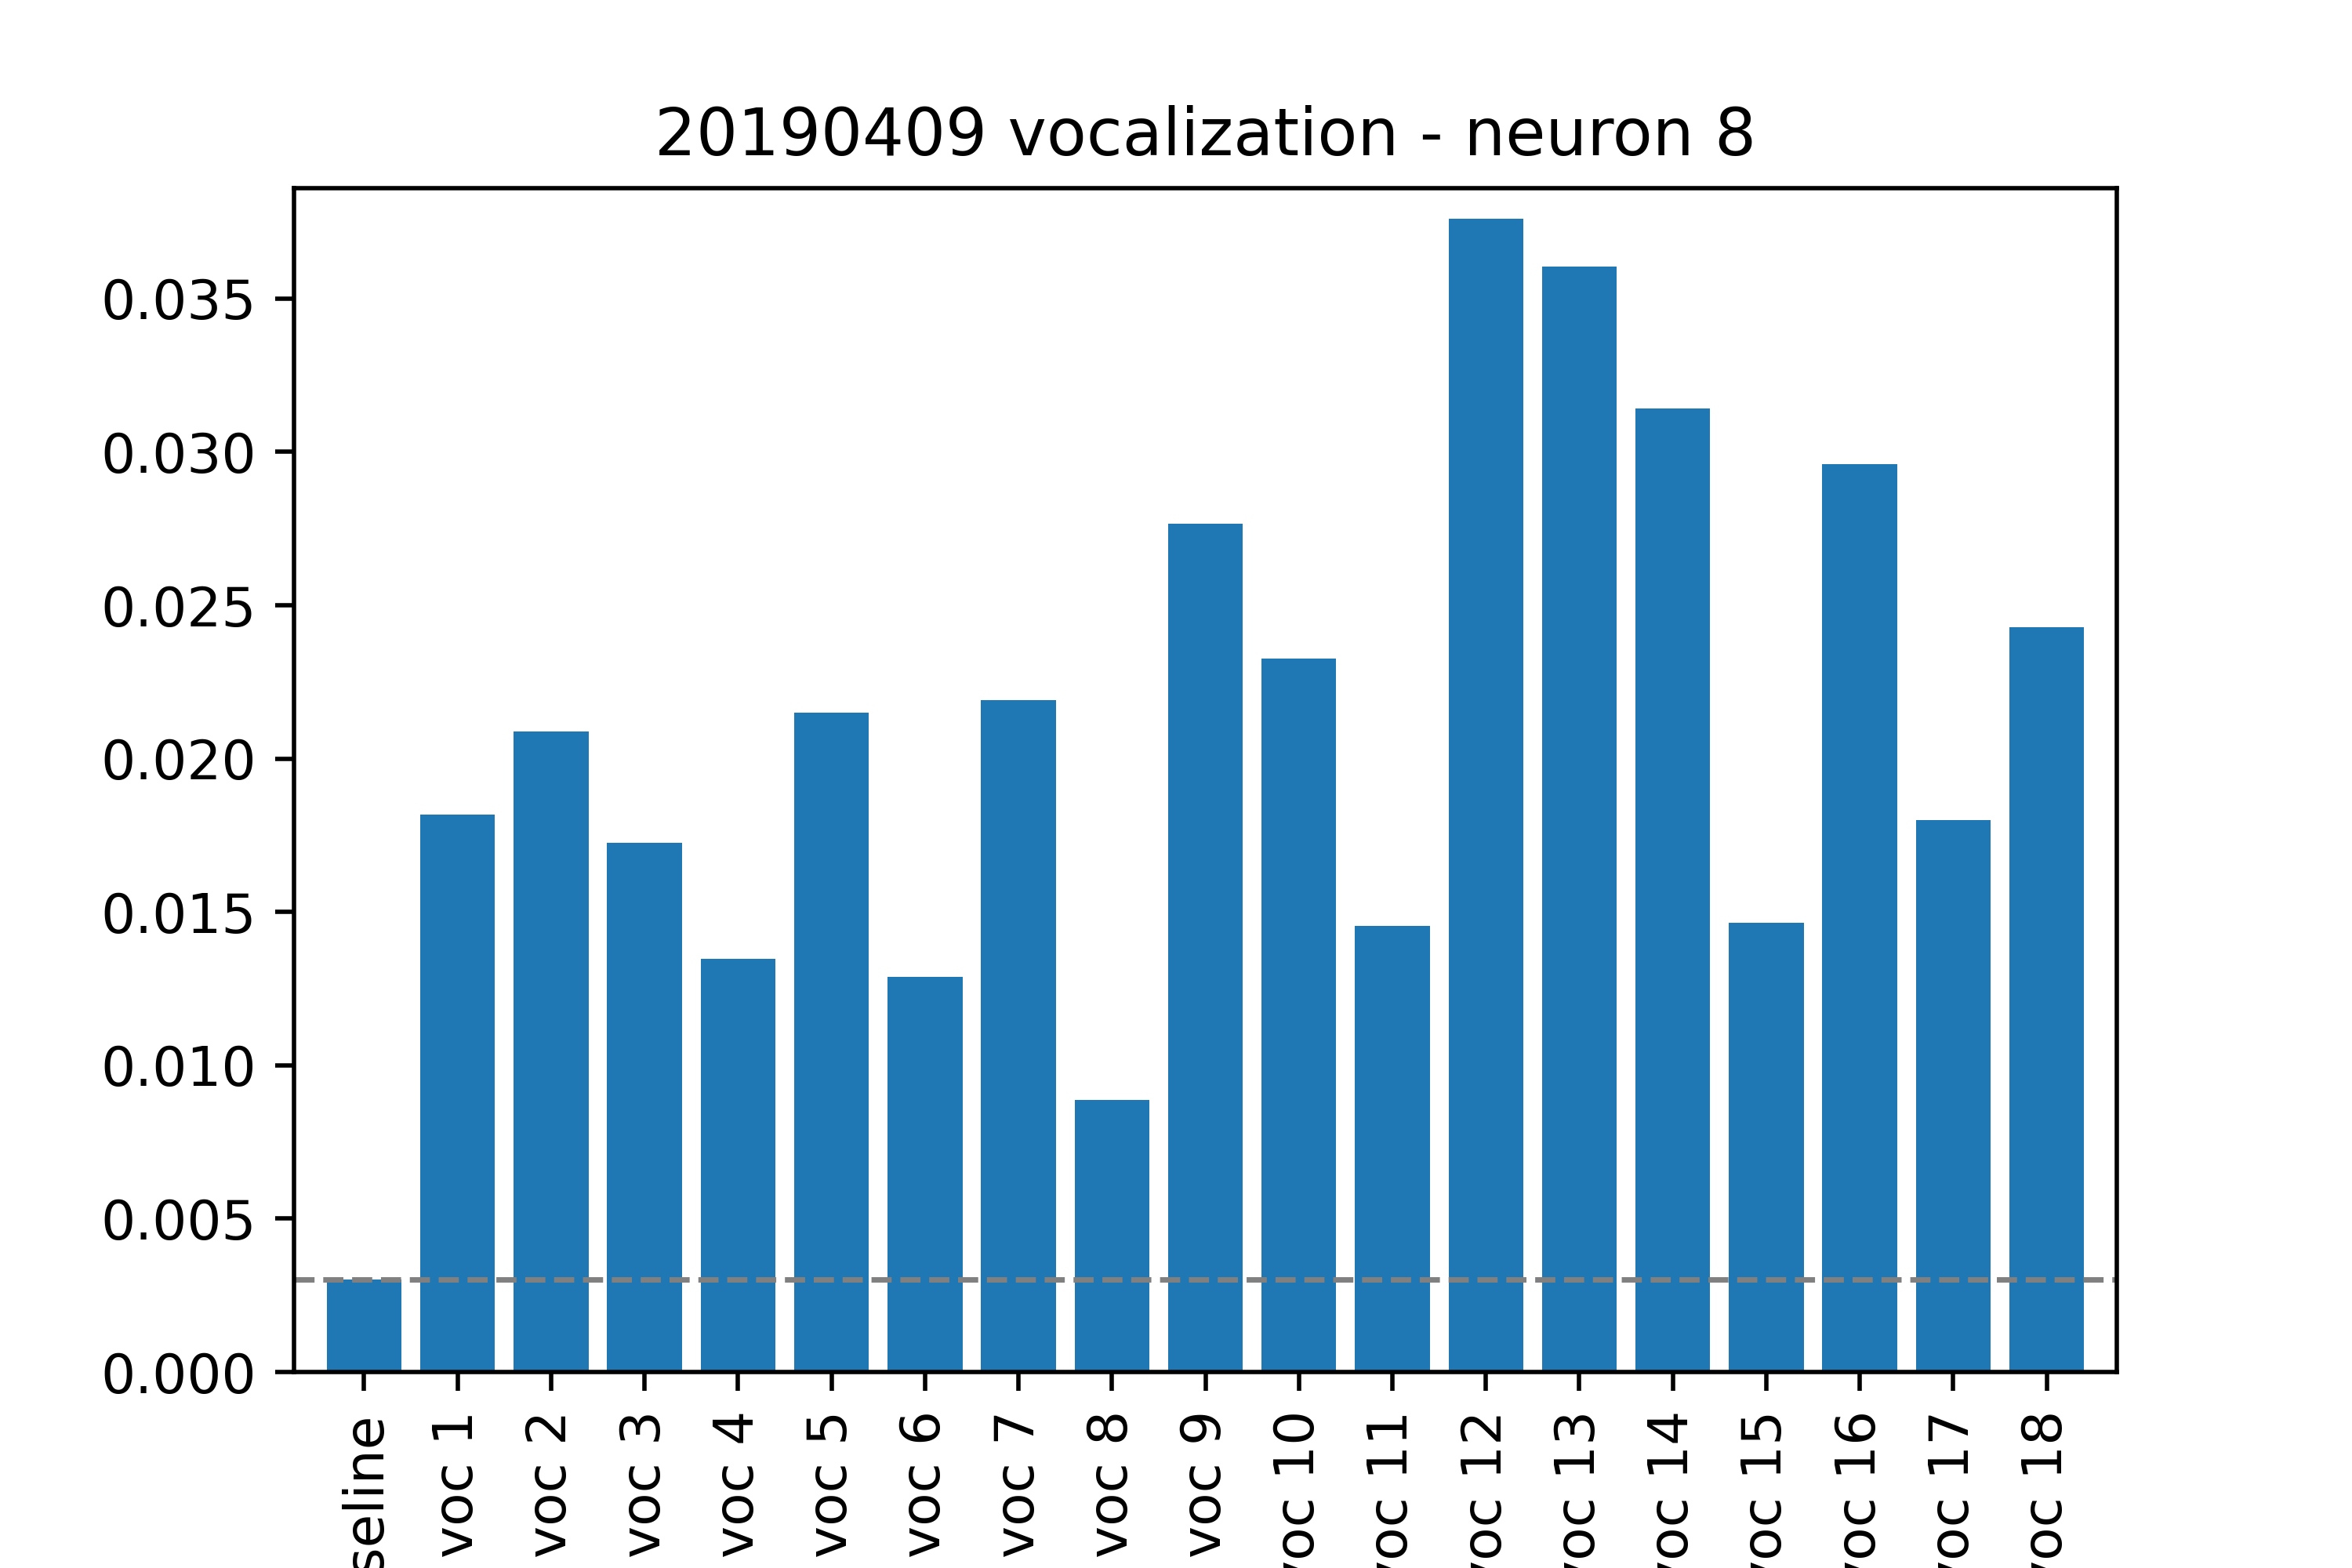 20190409 vocalization - neuron 8
0.035
0.030
0.025
0.020
0.015
0.010
0.005
0.000
seline
voc 1
voc 2
voc 3
voc 4
voc 5
voc 6
voc 7
voc 8
voc 9
voc 10
voc 11
voc 12
voc 13
voc 14
voc 15
voc 16
voc 17
voc 18